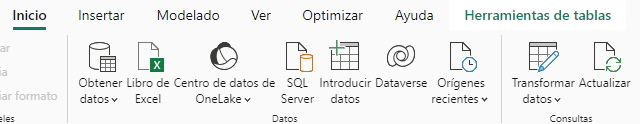 Inicio Insertar Modelado Ver Optimizar Ayuda Herramientas de tablas
ar
ia
iar formato
eles
Obtener datos
Libro de Excel
Centro de datos de OneLake
SQL Server
Introducir datos
Dataverse
Orígenes recientes
Datos
Transformar datos
Actualizar
Consultas